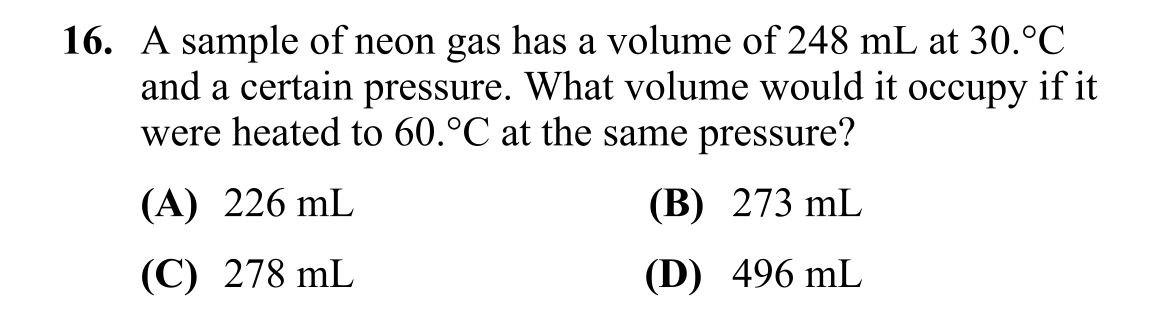 16. A sample of neon gas has a volume of 248 mL at 30.°C
and a certain pressure. What volume would it occupy if it
were heated to 60.°C at the same pressure?
(A) 226 mL (B) 273 mL
(C) 278 mL (D) 496 mL